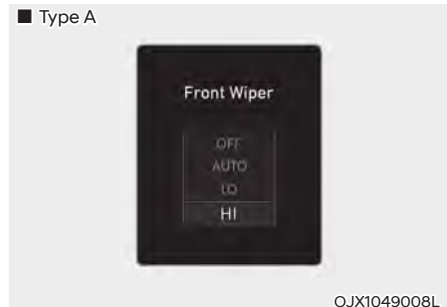 ■ Type A
Front Wiper
OFF
AUTO
LO
HI
OJX1049008L